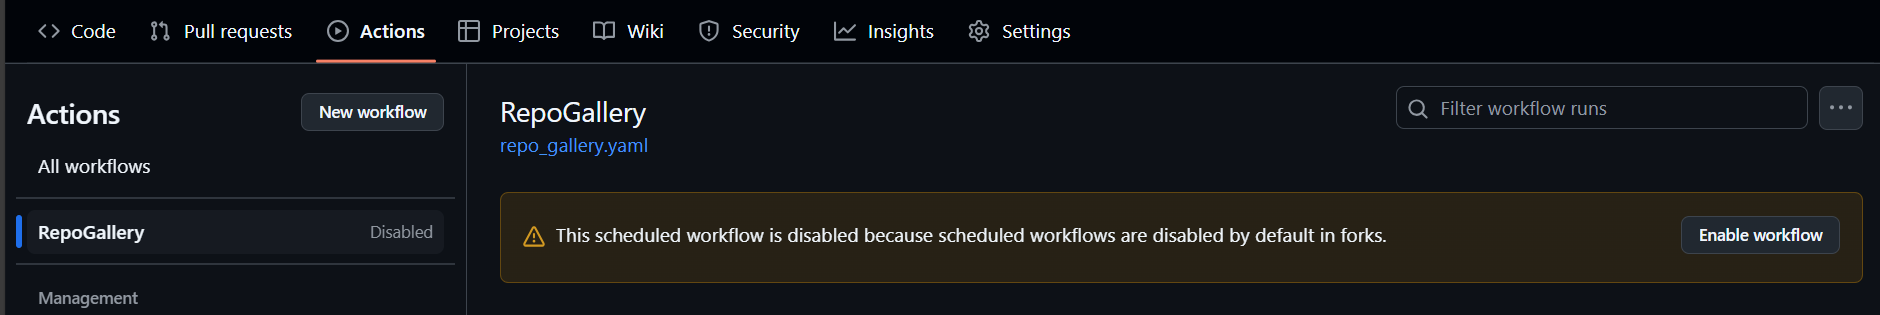 Code Pull requests Actions Projects Wiki Security Insights Settings
Actions New workflow
All workflows
RepoGallery Disabled
Management
RepoGallery
repo_gallery.yaml
Filter workflow runs
This scheduled workflow is disabled because scheduled workflows are disabled by default in forks.
Enable workflow